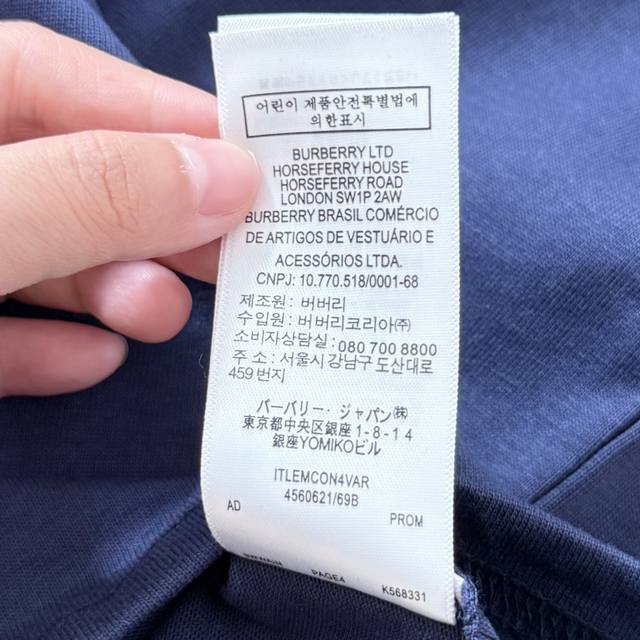 어린이 제품안전특별법에
의한표시
BURBERRY LTD
HORSEFERRY HOUSE
HORSEFERRY ROAD
LONDON SW1P 2AW
BURBERRY BRASIL COMÉRCIO
DE ARTIGOS DE VESTUÁRIO E
ACESSÓRIOS LTDA.
CNPJ: 10.770.518/0001-68
제조원: 버버리
수입원: 버버리코리아㈜
소비자상담실: 080 700 8800
주 소: 서울시 강남구 도산대로
459 번지
バーバリー・ジャパン㈱
東京都中央区銀座1-8-14
銀座YOMIKOビル
ITLEMCON4VAR
4560621/69B
AD PROM
PAGE4 K568331